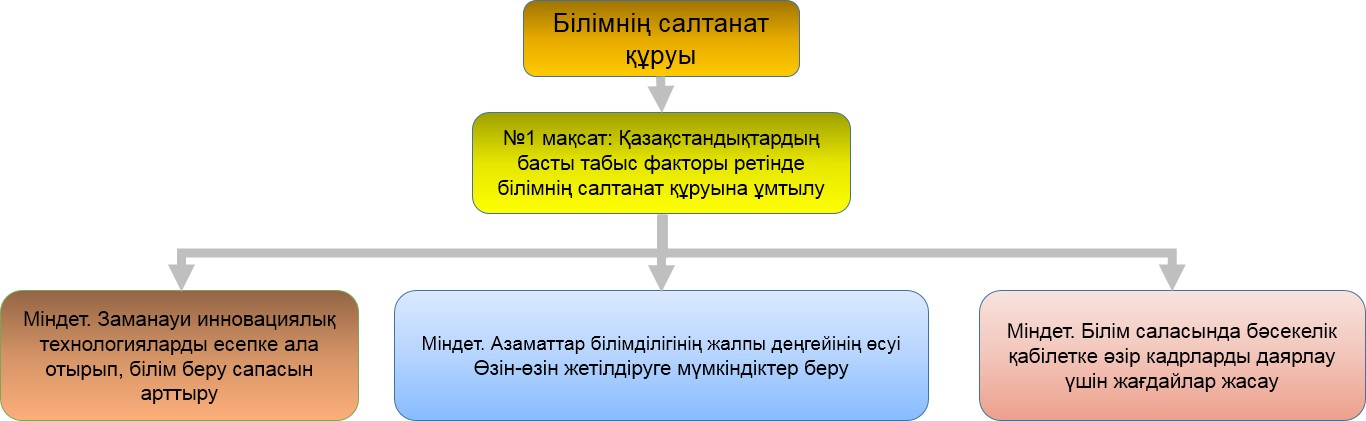 Білімнің салтанат
құруы
№1 мақсат: Қазақстандықтардың
басты табыс факторы ретінде
білімнің салтанат құруына ұмтылу
Міндет. Заманауи инновациялық
технологияларды есепке ала
отырып, білім беру сапасын
арттыру
Міндет. Азаматтар білімділігінің жалпы деңгейінің өсуі
Өзін-өзін жетілдіруге мүмкіндіктер беру
Міндет. Білім саласында бәсекелік
қабілетке әзір кадрларды даярлау
үшін жағдайлар жасау